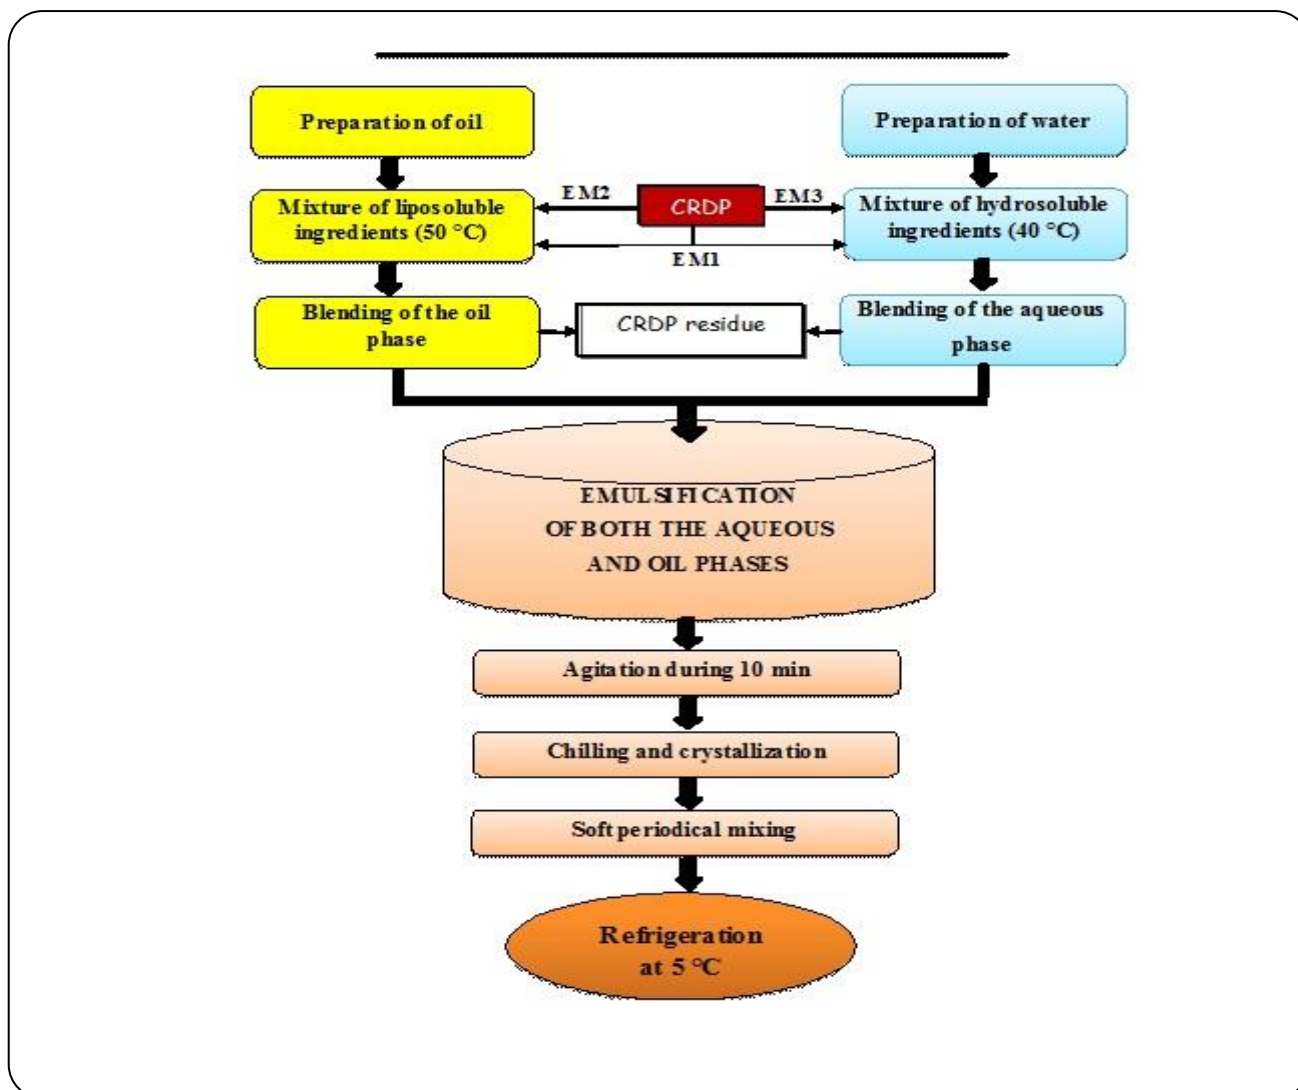 Preparation of oil
Preparation of water
EM2
CRDP
EM3
Mixture of liposoluble
ingredients (50 °C)
Mixture of hydrosoluble
ingredients (40 °C)
EM1
Blending of the oil
phase
CRDP residue
Blending of the aqueous
phase
EMULSIFICATION
OF BOTH THE AQUEOUS
AND OIL PHASES
Agitation during 10 min
Chilling and crystallization
Soft periodical mixing
Refrigeration
at 5 °C